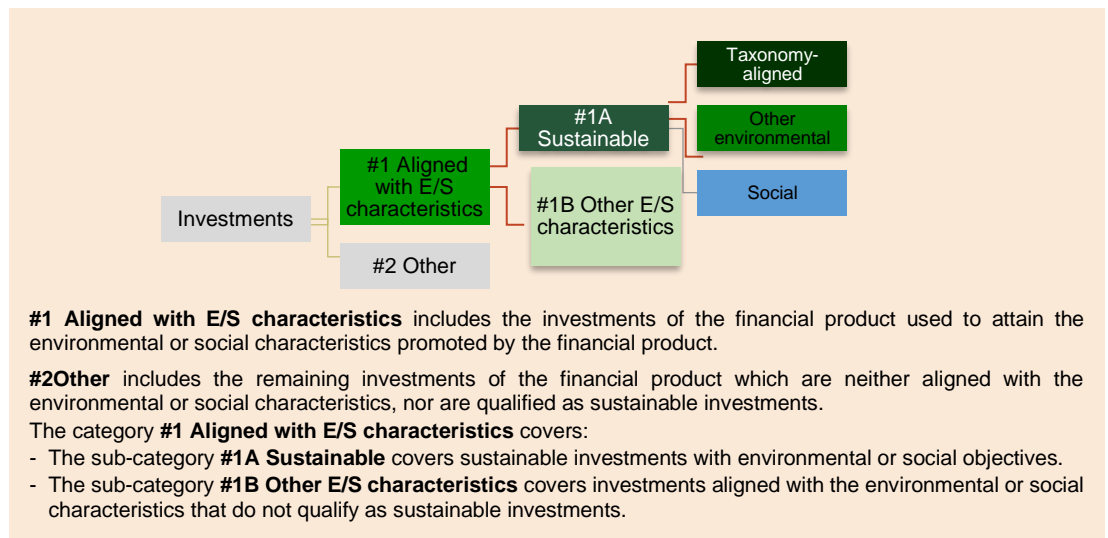 Taxonomy-
aligned
#1A
Sustainable
Other
environmental
#1 Aligned
with E/S
characteristics
Social
#1B Other E/S
characteristics
Investments
#2 Other
#1 Aligned with E/S characteristics includes the investments of the financial product used to attain the
environmental or social characteristics promoted by the financial product.
#2Other includes the remaining investments of the financial product which are neither aligned with the
environmental or social characteristics, nor are qualified as sustainable investments.
The category #1 Aligned with E/S characteristics covers:
- The sub-category #1A Sustainable covers sustainable investments with environmental or social objectives.
- The sub-category #1B Other E/S characteristics covers investments aligned with the environmental or social
characteristics that do not qualify as sustainable investments.